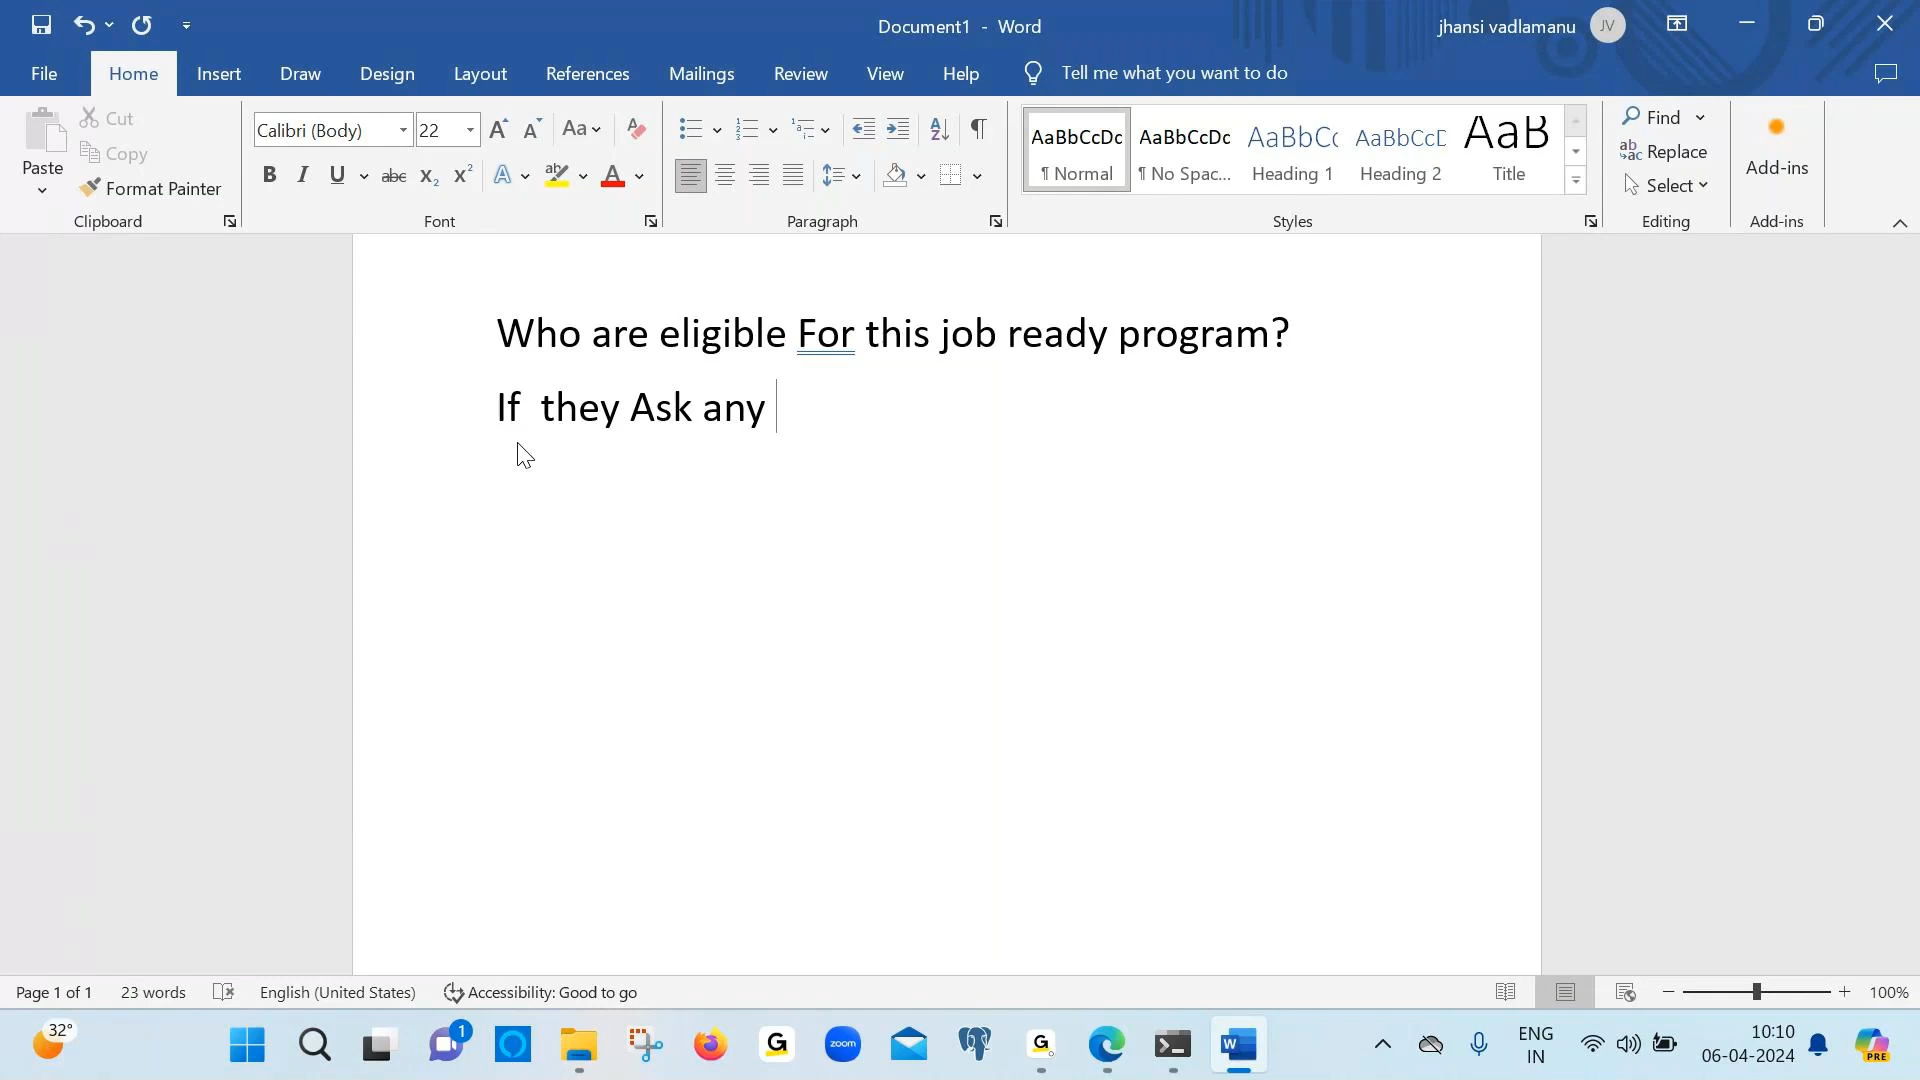 Document1 - Word
jhansi vadlamanu
JV
File
Home
Insert
Draw
Design
Layout
References
Mailings
Review
View
Help
Tell me what you want to do
Paste
Cut
Copy
Format Painter
Clipboard
Calibri (Body)
22
Font
Paragraph
AaBbCcDc
¶ Normal
AaBbCcDc
¶ No Spac...
AaBbCc
Heading 1
AaBbCcD
Heading 2
AaB
Title
Styles
Find
Replace
Select
Editing
Add-ins
Add-ins
Who are eligible For this job ready program?
If  they Ask any
Page 1 of 1
23 words
English (United States)
Accessibility: Good to go
100%
32°
1
zoom
ENG
IN
10:10
06-04-2024
PRE